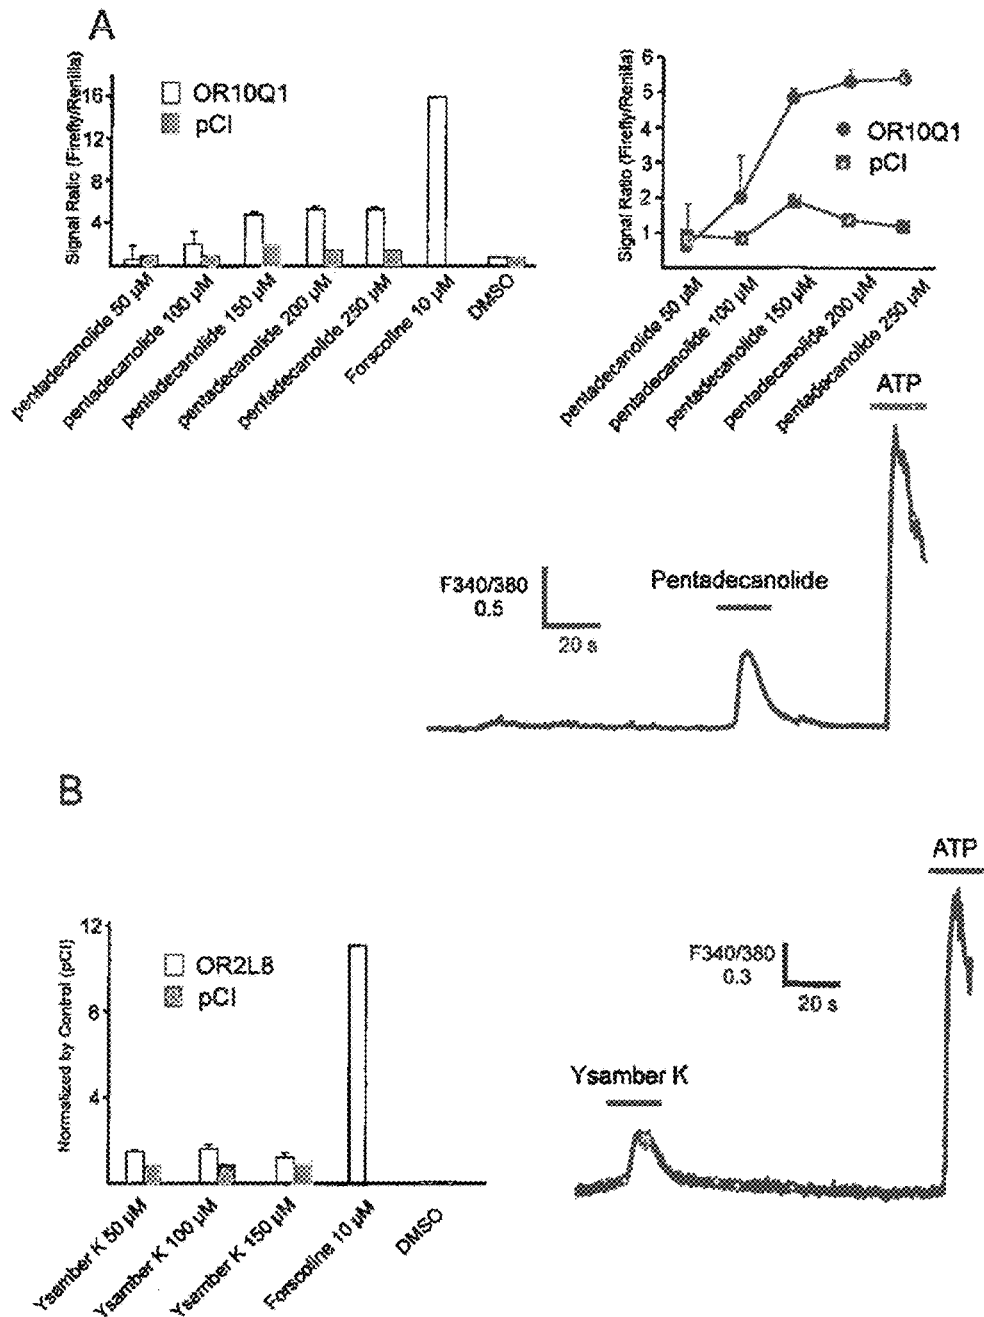 A
Signal Ratio (Firefly/Renilla)
16
12
8
4
OR10Q1
pCI
pentadecanolide 50 µM
pentadecanolide 100 µM
pentadecanolide 150 µM
pentadecanolide 200 µM
pentadecanolide 250 µM
Forscoline 10 µM
DMSO
Signal Ratio (Firefly/Renilla)
6
5
4
3
2
1
OR10Q1
pCI
pentadecanolide 50 µM
pentadecanolide 100 µM
pentadecanolide 150 µM
pentadecanolide 200 µM
pentadecanolide 250 µM
ATP
F340/380
0.5
20 s
Pentadecanolide
B
Normalized by Control (pCI)
12
8
4
OR2L8
pCI
Ysamber K 50 µM
Ysamber K 100 µM
Ysamber K 150 µM
Forscoline 10 µM
DMSO
ATP
F340/380
0.3
20 s
Ysamber K